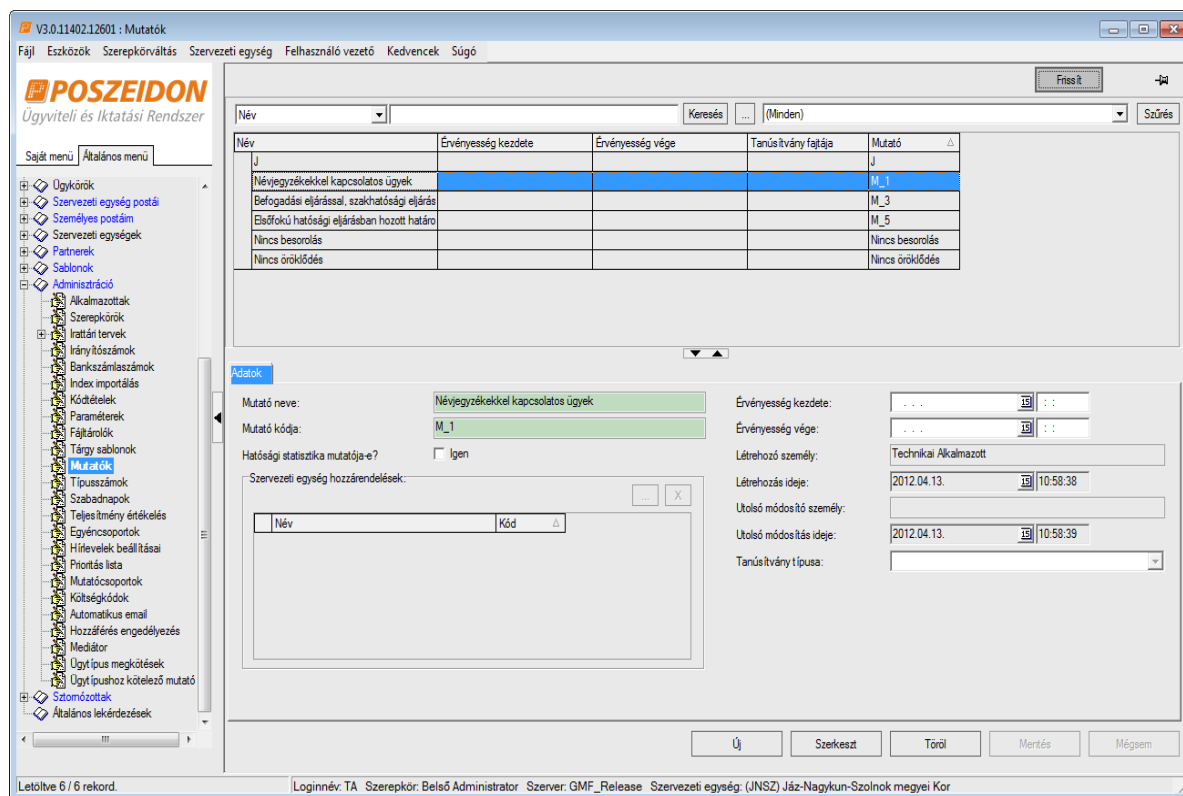 V3.0.11402.12601 : Mutatók
Fájl Eszközök Szerepkörváltás Szervezeti egység Felhasználó vezető Kedvencek Súgó
POSZEIDON
Ügyviteli és Iktatási Rendszer
Frissít
Név
Keresés
...
(Minden)
Szűrés
Saját menü
Általános menü
Név Érvényesség kezdete Érvényesség vége Tanúsítvány fajtája Mutató
J J
Névjegyzékekkel kapcsolatos ügyek M_1
Befogadási eljárással, szakhatósági eljárás M_3
Elsőfokú hatósági eljárásban hozott határo M_5
Nincs besorolás Nincs besorolás
Nincs öröklődés Nincs öröklődés
Ügykörök
Szervezeti egység postái
Személyes postáim
Szervezeti egységek
Partnerek
Sablonok
Adminisztráció
Alkalmazottak
Szerepkörök
Irattári tervek
Irányítószámok
Bankszámlaszámok
Index importálás
Kódtételek
Paraméterek
Fájltárolók
Tárgy sablonok
Mutatók
Típusszámok
Szabadnapok
Teljesítmény értékelés
Egyéncsoportok
Hírlevelek beállításai
Prioritás lista
Mutatócsoportok
Költségkódok
Automatikus email
Hozzáférés engedélyezés
Mediátor
Ügytípus megkötések
Ügytípushoz kötelező mutató
Sztornózottak
Általános lekérdezések
Adatok
Mutató neve: Névjegyzékekkel kapcsolatos ügyek
Mutató kódja: M_1
Hatósági statisztika mutatója-e? Igen
Szervezeti egység hozzárendelések:
... X
Név Kód
Érvényesség kezdete: . . . 15 : :
Érvényesség vége: . . . 15 : :
Létrehozó személy: Technikai Alkalmazott
Létrehozás ideje: 2012.04.13. 15 10:58:38
Utolsó módosító személy:
Utolsó módosítás ideje: 2012.04.13. 15 10:58:39
Tanúsítvány típusa:
Új Szerkeszt Töröl Mentés Mégsem
Letöltve 6 / 6 rekord.
Loginnév: TA Szerepkör: Belső Administrator Szerver: GMF_Release Szervezeti egység: (JNSZ) Jáz-Nagykun-Szolnok megyei Kor